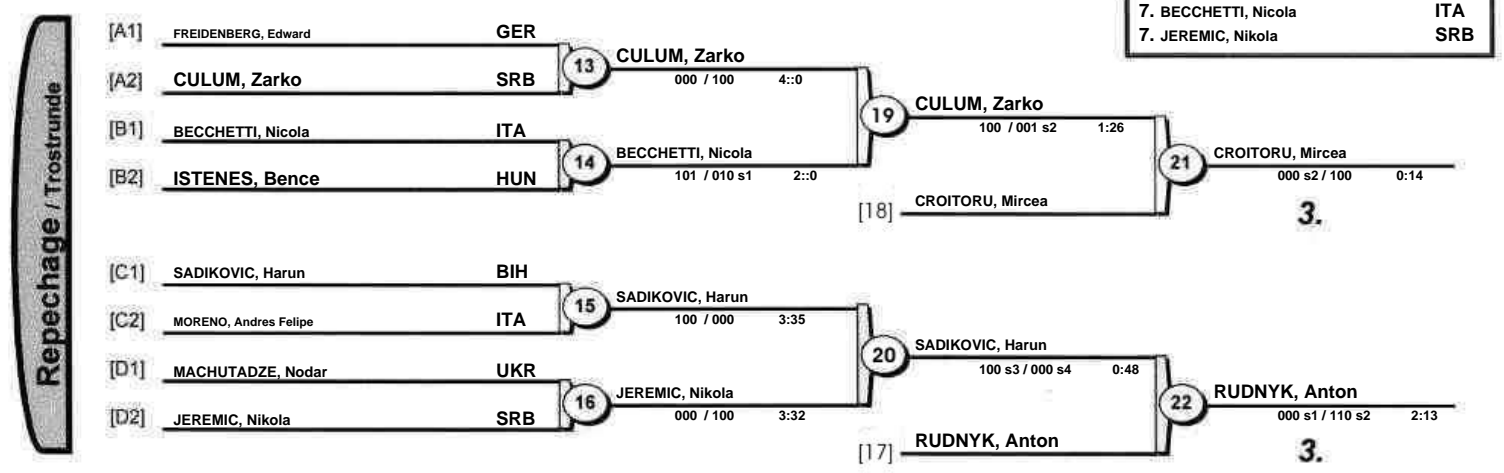 7. BECCHETTI, Nicola ITA
7. JEREMIC, Nikola SRB
Repechage / Trostrunde
[A1] FREIDENBERG, Edward GER
13 CULUM, Zarko
000 / 100 4::0
[A2] CULUM, Zarko SRB
19 CULUM, Zarko
100 / 001 s2 1:26
[B1] BECCHETTI, Nicola ITA
14 BECCHETTI, Nicola
101 / 010 s1 2::0
[B2] ISTENES, Bence HUN
21 CROITORU, Mircea
000 s2 / 100 0:14
[18] CROITORU, Mircea
3.
[C1] SADIKOVIC, Harun BIH
15 SADIKOVIC, Harun
100 / 000 3:35
[C2] MORENO, Andres Felipe ITA
20 SADIKOVIC, Harun
100 s3 / 000 s4 0:48
[D1] MACHUTADZE, Nodar UKR
16 JEREMIC, Nikola
000 / 100 3:32
[D2] JEREMIC, Nikola SRB
22 RUDNYK, Anton
000 s1 / 110 s2 2:13
[17] RUDNYK, Anton
3.